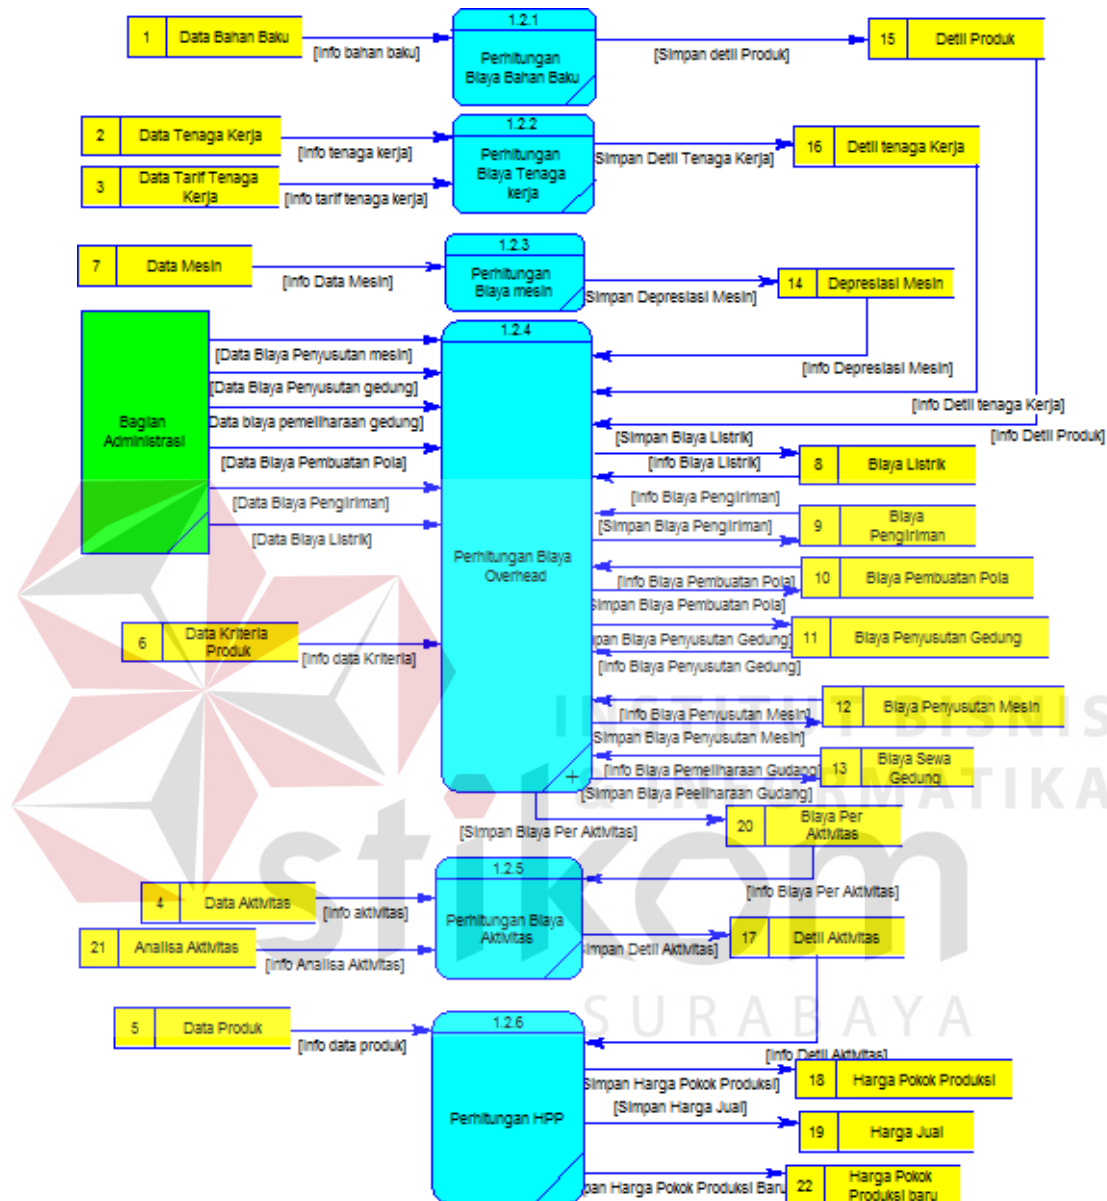 1 Data Bahan Baku
[Info bahan baku]
1.2.1
Perhitungan
Biaya Bahan Baku
[Simpan detil Produk]
15 Detil Produk
2 Data Tenaga Kerja
[Info tenaga kerja]
3 Data Tarif Tenaga
Kerja
[Info tarif tenaga kerja]
1.2.2
Perhitungan
Biaya Tenaga
kerja
Simpan Detil Tenaga Kerja]
16 Detil tenaga Kerja
7 Data Mesin
[Info Data Mesin]
1.2.3
Perhitungan
Biaya mesin
Simpan Depresiasi Mesin]
14 Depresiasi Mesin
[Info Depresiasi Mesin]
[Info Detil tenaga Kerja]
[Info Detil Produk]
Bagian
Administrasi
[Data Biaya Penyusutan mesin]
[Data Biaya Penyusutan gedung]
Data biaya pemeliharaan gedung]
[Data Biaya Pembuatan Pola]
[Data Biaya Pengiriman]
[Data Biaya Listrik]
1.2.4
Perhitungan Biaya
Overhead
[Simpan Biaya Listrik]
[Info Biaya Listrik]
8 Biaya Listrik
[Info Biaya Pengiriman]
[Simpan Biaya Pengiriman]
9 Biaya
Pengiriman
[Info Biaya Pembuatan Pola]
Simpan Biaya Pembuatan Pola]
10 Biaya Pembuatan Pola
pan Biaya Penyusutan Gedung]
[Info Biaya Penyusutan Gedung]
11 Biaya Penyusutan Gedung
6 Data Kriteria
Produk
[Info data Kriteria]
[Info Biaya Penyusutan Mesin]
Simpan Biaya Penyusutan Mesin]
12 Biaya Penyusutan Mesin
[Info Biaya Pemeliharaan Gudang]
[Simpan Biaya Peeliharaan Gudang]
13 Biaya Sewa
Gedung
+
[Simpan Biaya Per Aktivitas]
20 Biaya Per
Aktivitas
[Info Biaya Per Aktivitas]
4 Data Aktivitas
[Info aktivitas]
21 Analisa Aktivitas
[Info Analisa Aktivitas]
1.2.5
Perhitungan Biaya
Aktivitas
Simpan Detil Aktivitas]
17 Detil Aktivitas
[Info Detil Aktivitas]
5 Data Produk
[Info data produk]
1.2.6
Perhitungan HPP
Simpan Harga Pokok Produksi]
18 Harga Pokok Produksi
[Simpan Harga Jual]
19 Harga Jual
pan Harga Pokok Produksi Baru
22 Harga Pokok
Produksi baru
INSTITUT BISNIS
& INFORMATIKA
stikom
SURABAYA